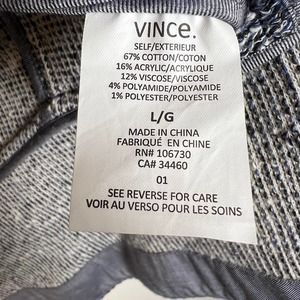 VINCE.
SELF/EXTERIEUR
67% COTTON/COTON
16% ACRYLIC/ACRYLIQUE
12% VISCOSE/VISCOSE
4% POLYAMIDE/POLYAMIDE
1% POLYESTER/POLYESTER
L/G
MADE IN CHINA
FABRIQUÉ EN CHINE
RN# 106730
CA# 34460
01
SEE REVERSE FOR CARE
VOIR AU VERSO POUR LES SOINS